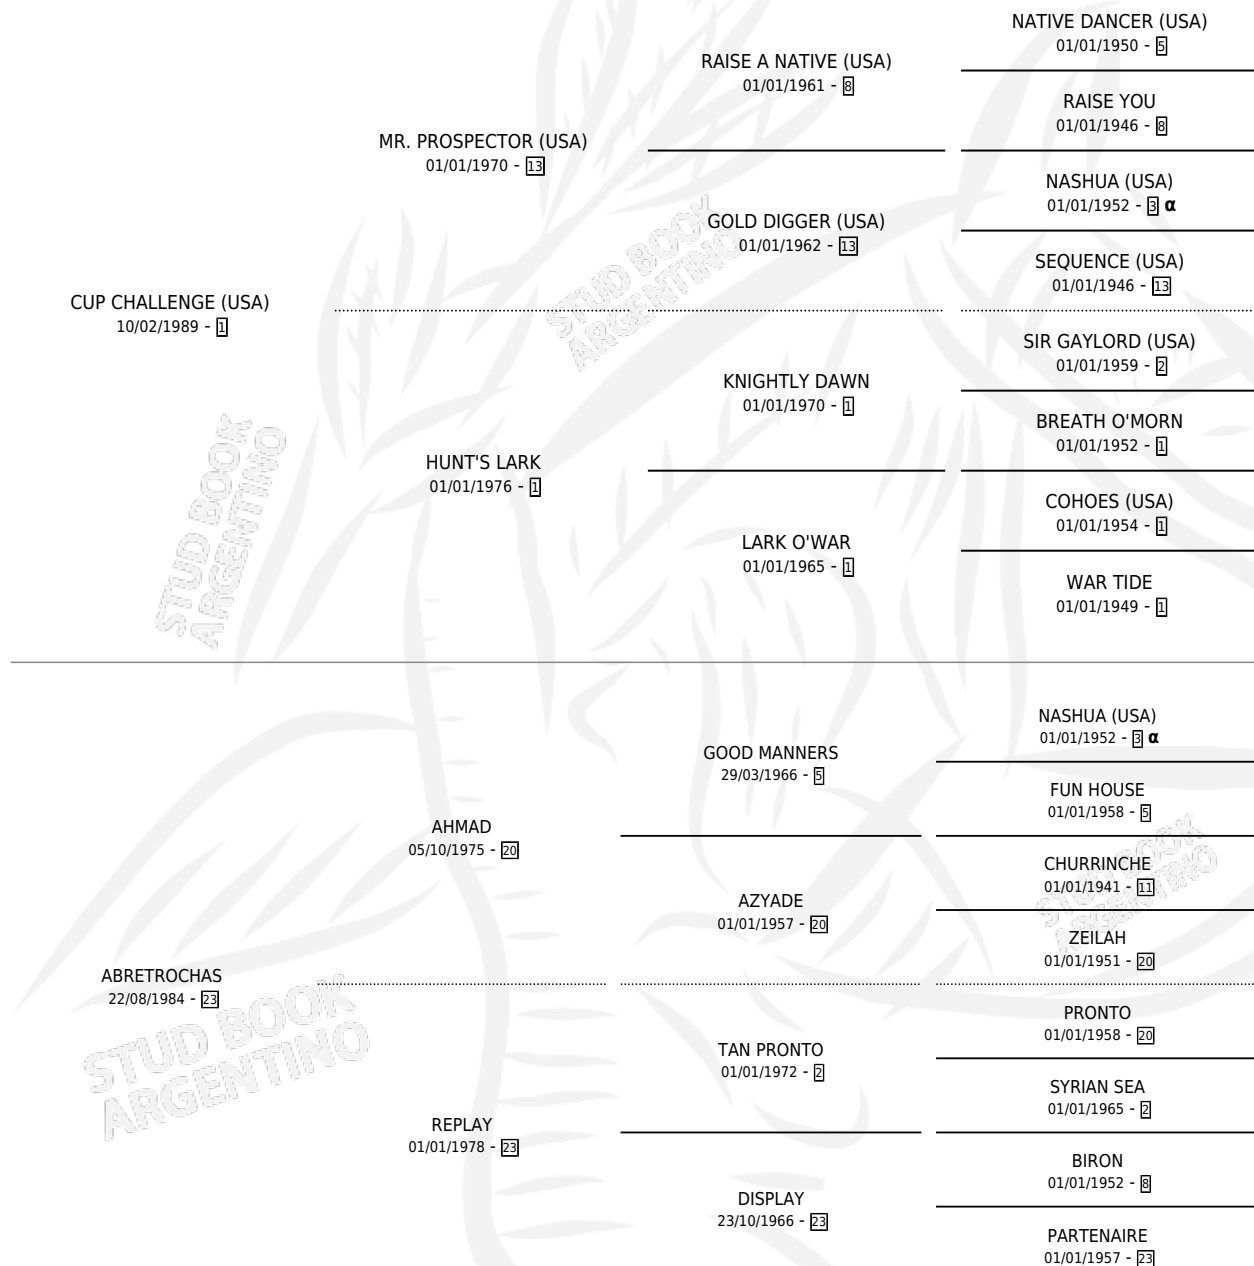 NATIVE DANCER (USA)
01/01/1950 - 5
RAISE A NATIVE (USA)
01/01/1961 - 8
RAISE YOU
01/01/1946 - 8
MR. PROSPECTOR (USA)
01/01/1970 - 13
NASHUA (USA)
01/01/1952 - 3 α
GOLD DIGGER (USA)
01/01/1962 - 13
SEQUENCE (USA)
01/01/1946 - 13
STUD BOOK
ARGENTINO
CUP CHALLENGE (USA)
10/02/1989 - 1
SIR GAYLORD (USA)
01/01/1959 - 2
KNIGHTLY DAWN
01/01/1970 - 1
BREATH O'MORN
01/01/1952 - 1
HUNT'S LARK
01/01/1976 - 1
COHOES (USA)
01/01/1954 - 1
LARK O'WAR
01/01/1965 - 1
WAR TIDE
01/01/1949 - 1
STUD BOOK
ARGENTINO
NASHUA (USA)
01/01/1952 - 3 α
GOOD MANNERS
29/03/1966 - 5
FUN HOUSE
01/01/1958 - 5
AHMAD
05/10/1975 - 20
CHURRINCHE
01/01/1941 - 11
AZYADE
01/01/1957 - 20
ZEILAH
01/01/1951 - 20
STUD BOOK
ARGENTINO
ABRETROCHAS
22/08/1984 - 23
PRONTO
01/01/1958 - 20
TAN PRONTO
01/01/1972 - 2
SYRIAN SEA
01/01/1965 - 2
STUD BOOK
ARGENTINO
REPLAY
01/01/1978 - 23
BIRON
01/01/1952 - 8
DISPLAY
23/10/1966 - 23
PARTENAIRE
01/01/1957 - 23